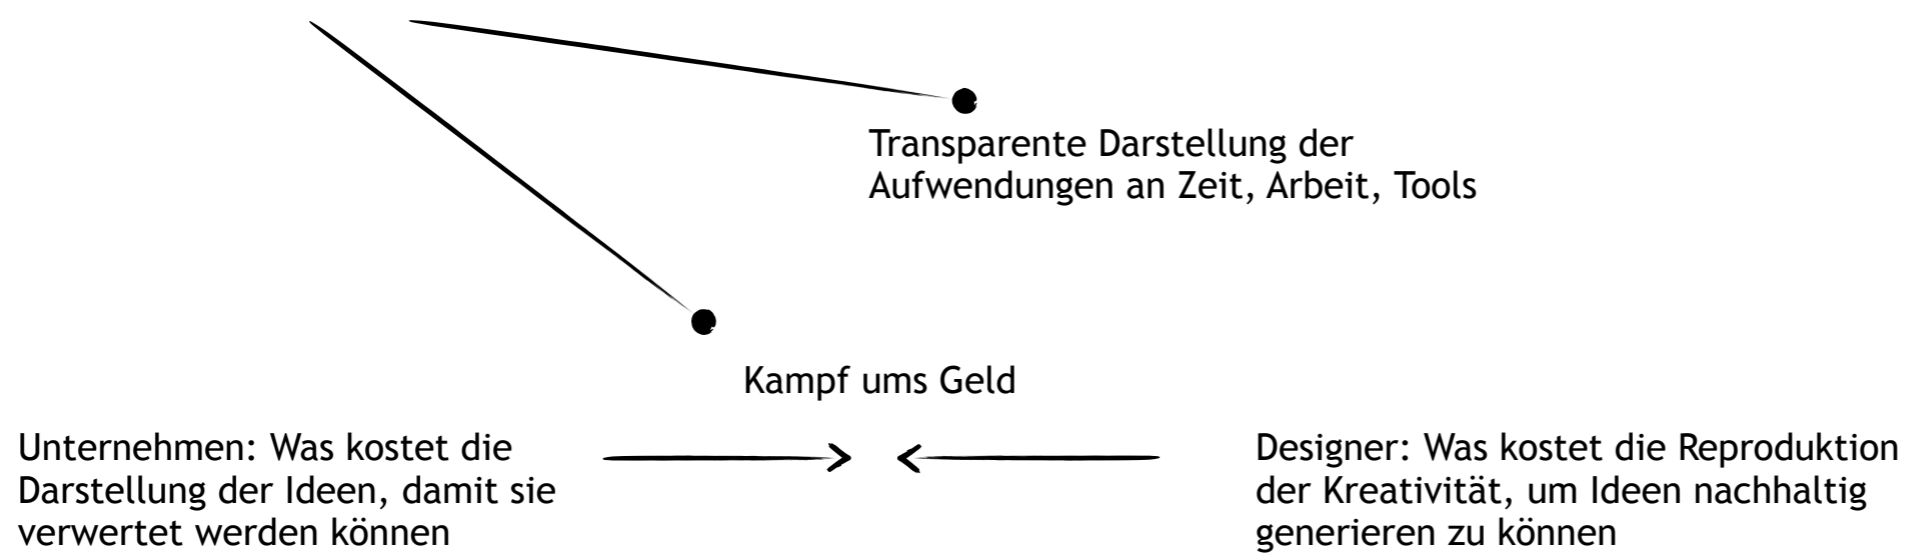 Transparente Darstellung der
Aufwendungen an Zeit, Arbeit, Tools
Kampf ums Geld
Unternehmen: Was kostet die
Darstellung der Ideen, damit sie
verwertet werden können
Designer: Was kostet die Reproduktion
der Kreativität, um Ideen nachhaltig
generieren zu können